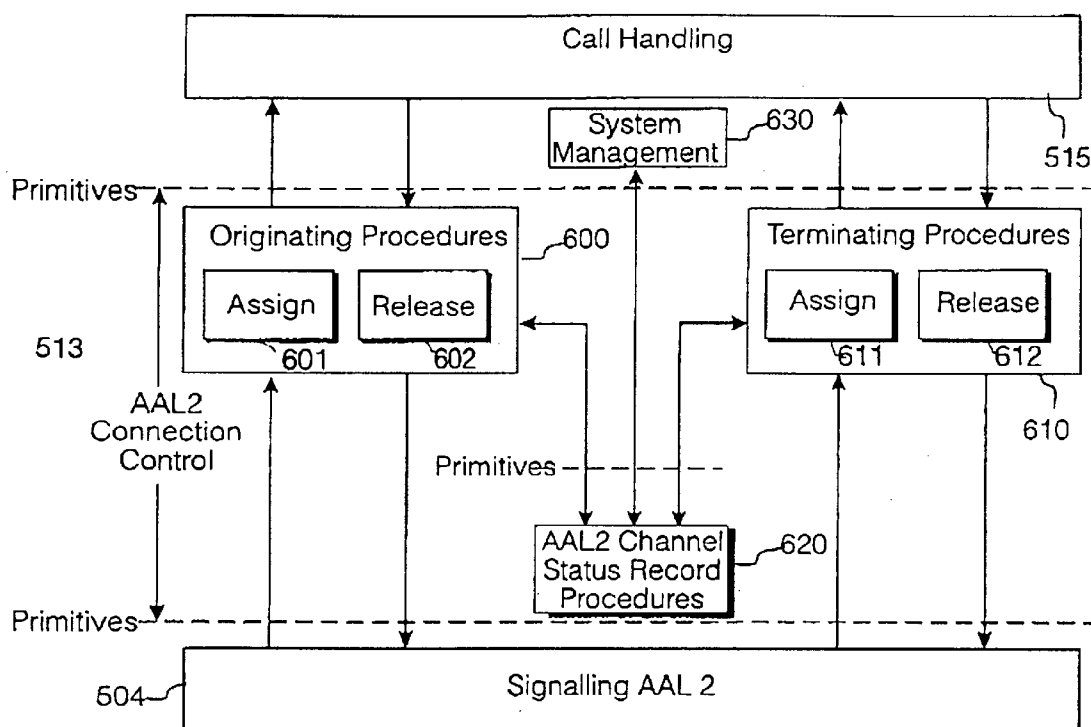 Call Handling
System
Management
630
515
Primitives
Originating Procedures
600
Terminating Procedures
Assign
Release
Assign
Release
601
602
611
612
513
610
AAL2
Connection
Control
Primitives
AAL2 Channel
Status Record
Procedures
620
Primitives
504
Signalling AAL 2